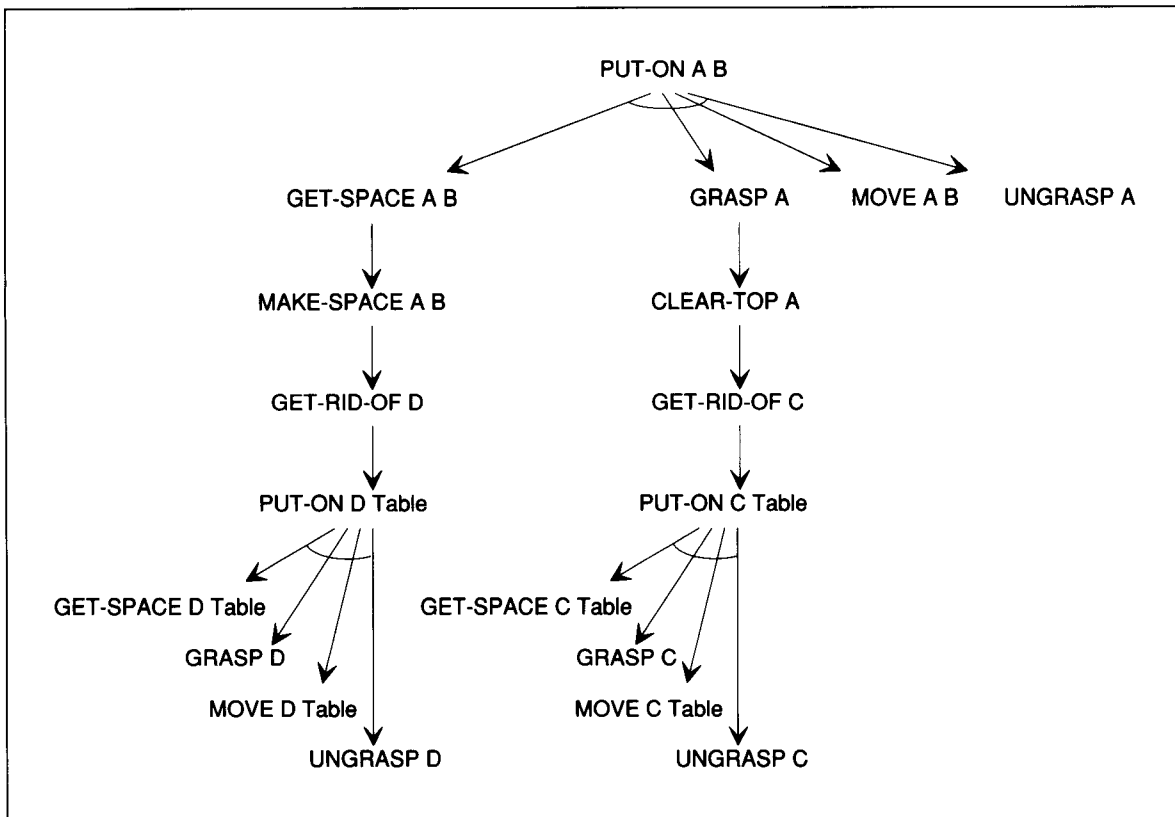 PUT-ON A B
GET-SPACE A B
GRASP A
MOVE A B
UNGRASP A
MAKE-SPACE A B
CLEAR-TOP A
GET-RID-OF D
GET-RID-OF C
PUT-ON D Table
PUT-ON C Table
GET-SPACE D Table
GET-SPACE C Table
GRASP D
GRASP C
MOVE D Table
MOVE C Table
UNGRASP D
UNGRASP C